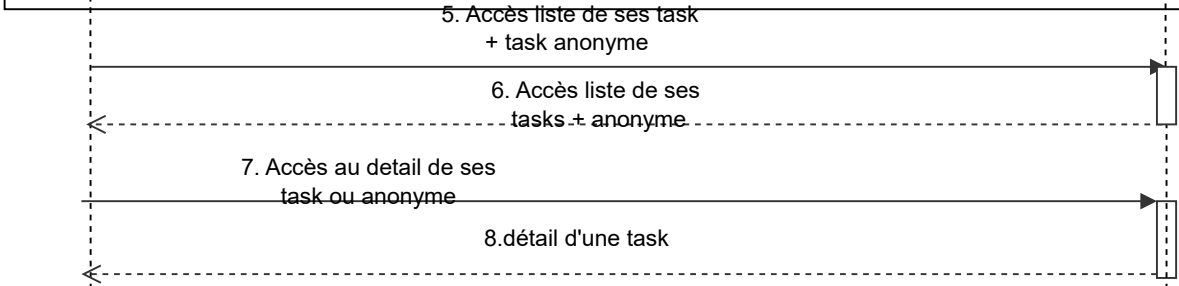 5. Accès liste de ses task
+ task anonyme
6. Accès liste de ses
tasks + anonyme
7. Accès au detail de ses
task ou anonyme
8.détail d'une task